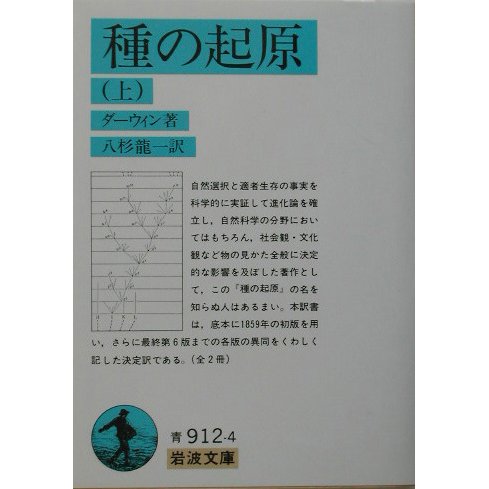 種の起原
(上)
ダーウィン著
八杉龍一訳
自然選択と適者生存の事実を
科学的に実証して進化論を確
立し，自然科学の分野におい
てはもちろん，社会観・文化
観など物の見かた全般に決定
的な影響を及ぼした著作とし
て，この「種の起原」の名を
知らぬ人はあるまい．本訳書
は，底本に1859年の初版を用
い，さらに最終第６版までの各版の異同をくわしく
記した決定訳である．（全２冊）
青 912-4
岩波文庫